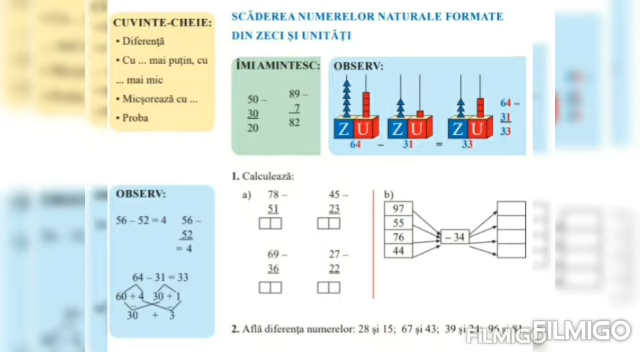 CUVINTE-CHEIE:
• Diferență
• Cu ... mai puțin, cu
... mai mic
• Micșorează cu ...
• Proba
SCĂDEREA NUMERELOR NATURALE FORMATE
DIN ZECI ȘI UNITĂȚI
ÎMI AMINTESC:
50 –
30
20
89 –
7
82
OBSERV:
Z U Z U Z U
64 – 31 = 33
64 –
31
33
OBSERV:
56 – 52 = 4
56 –
52
= 4
64 – 31 = 33
60 + 4 30 + 1
30 + 3
1. Calculează:
a) 78 –
51
45 –
23
69 –
36
27 –
22
b)
97
55
76
44
– 34
2. Află diferența numerelor: 28 și 15; 67 și 43; 39 și 24; 96 și
FILMIGO
FILMIGO